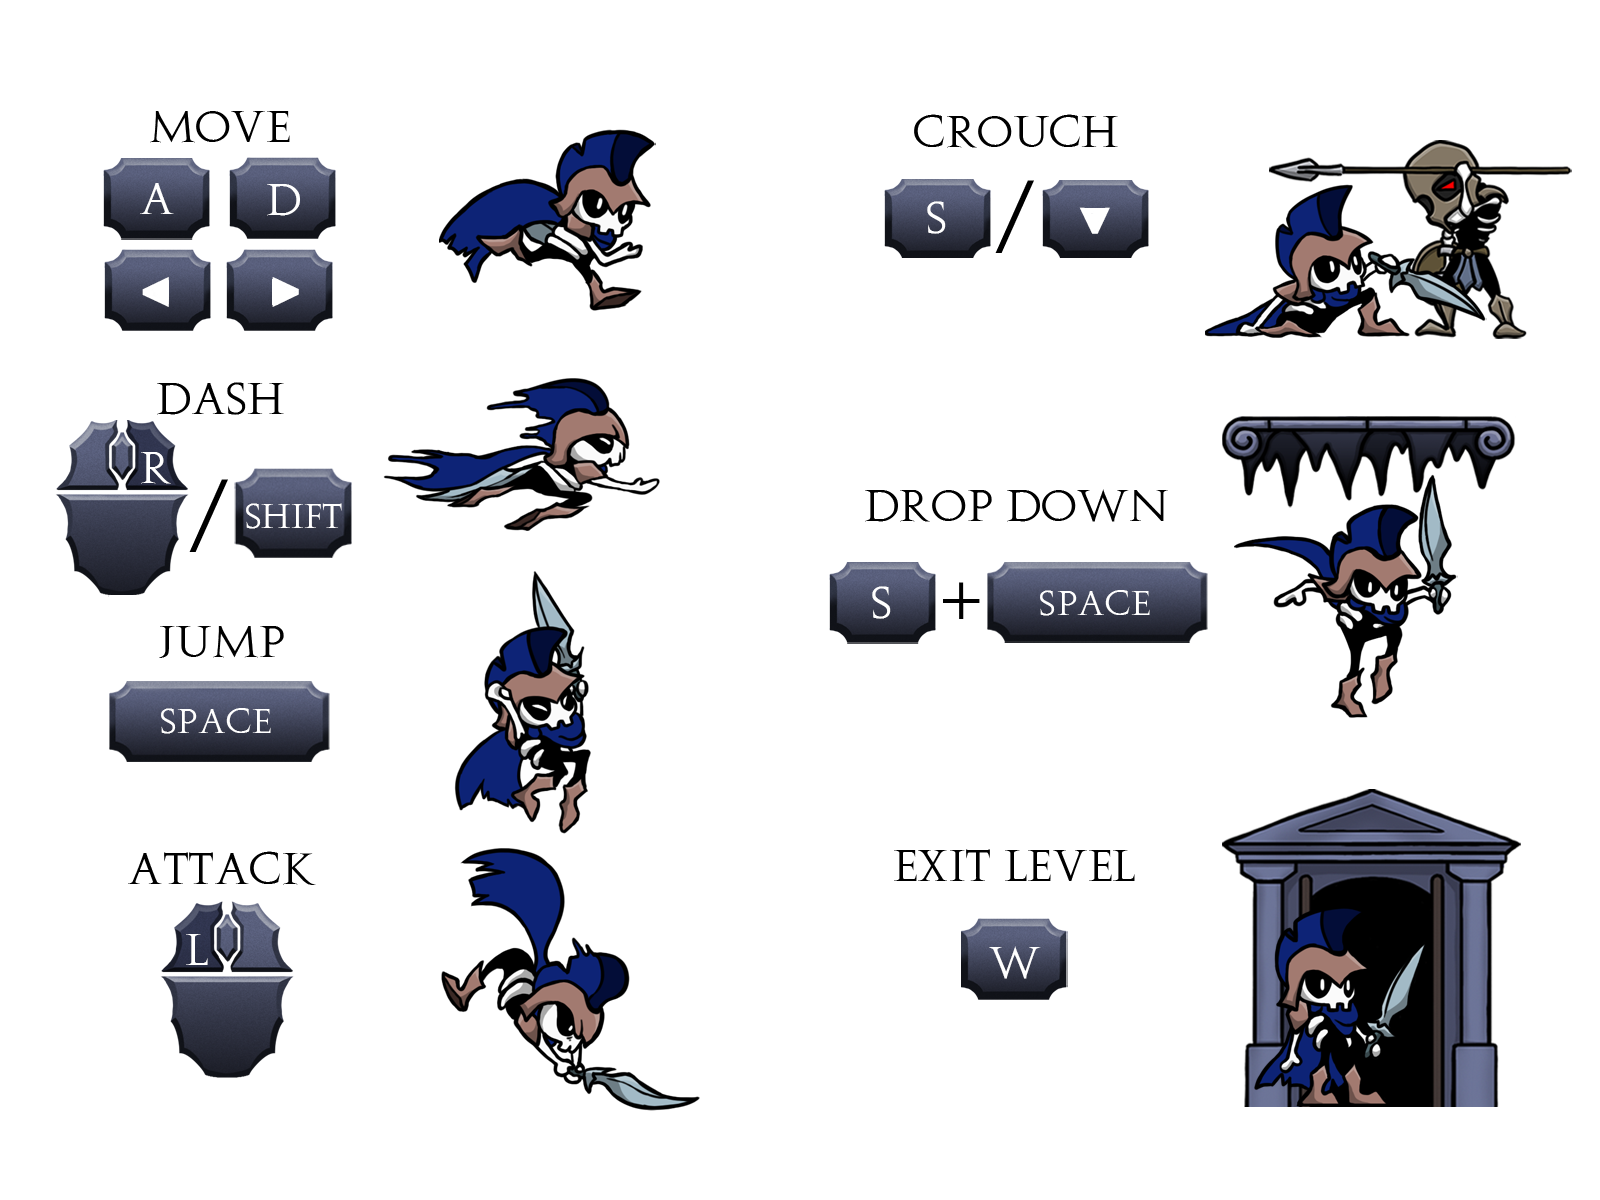 MOVE
A D
◀ ▶
DASH
R / SHIFT
JUMP
SPACE
ATTACK
L
CROUCH
S / ▼
DROP DOWN
S + SPACE
EXIT LEVEL
W